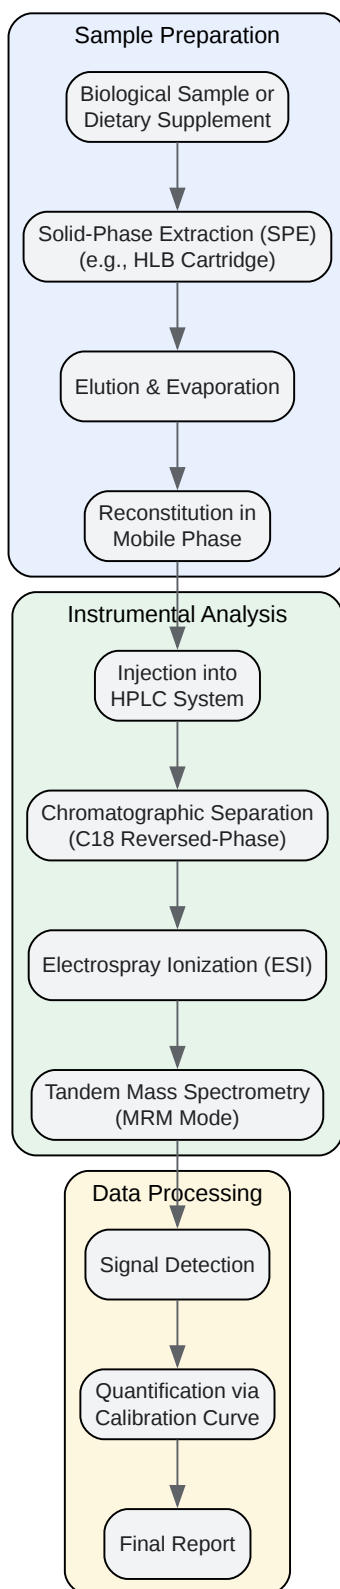 Sample Preparation
Biological Sample or
Dietary Supplement
Solid-Phase Extraction (SPE)
(e.g., HLB Cartridge)
Elution & Evaporation
Reconstitution in
Mobile Phase
Instrumental Analysis
Injection into
HPLC System
Chromatographic Separation
(C18 Reversed-Phase)
Electrospray Ionization (ESI)
Tandem Mass Spectrometry
(MRM Mode)
Data Processing
Signal Detection
Quantification via
Calibration Curve
Final Report